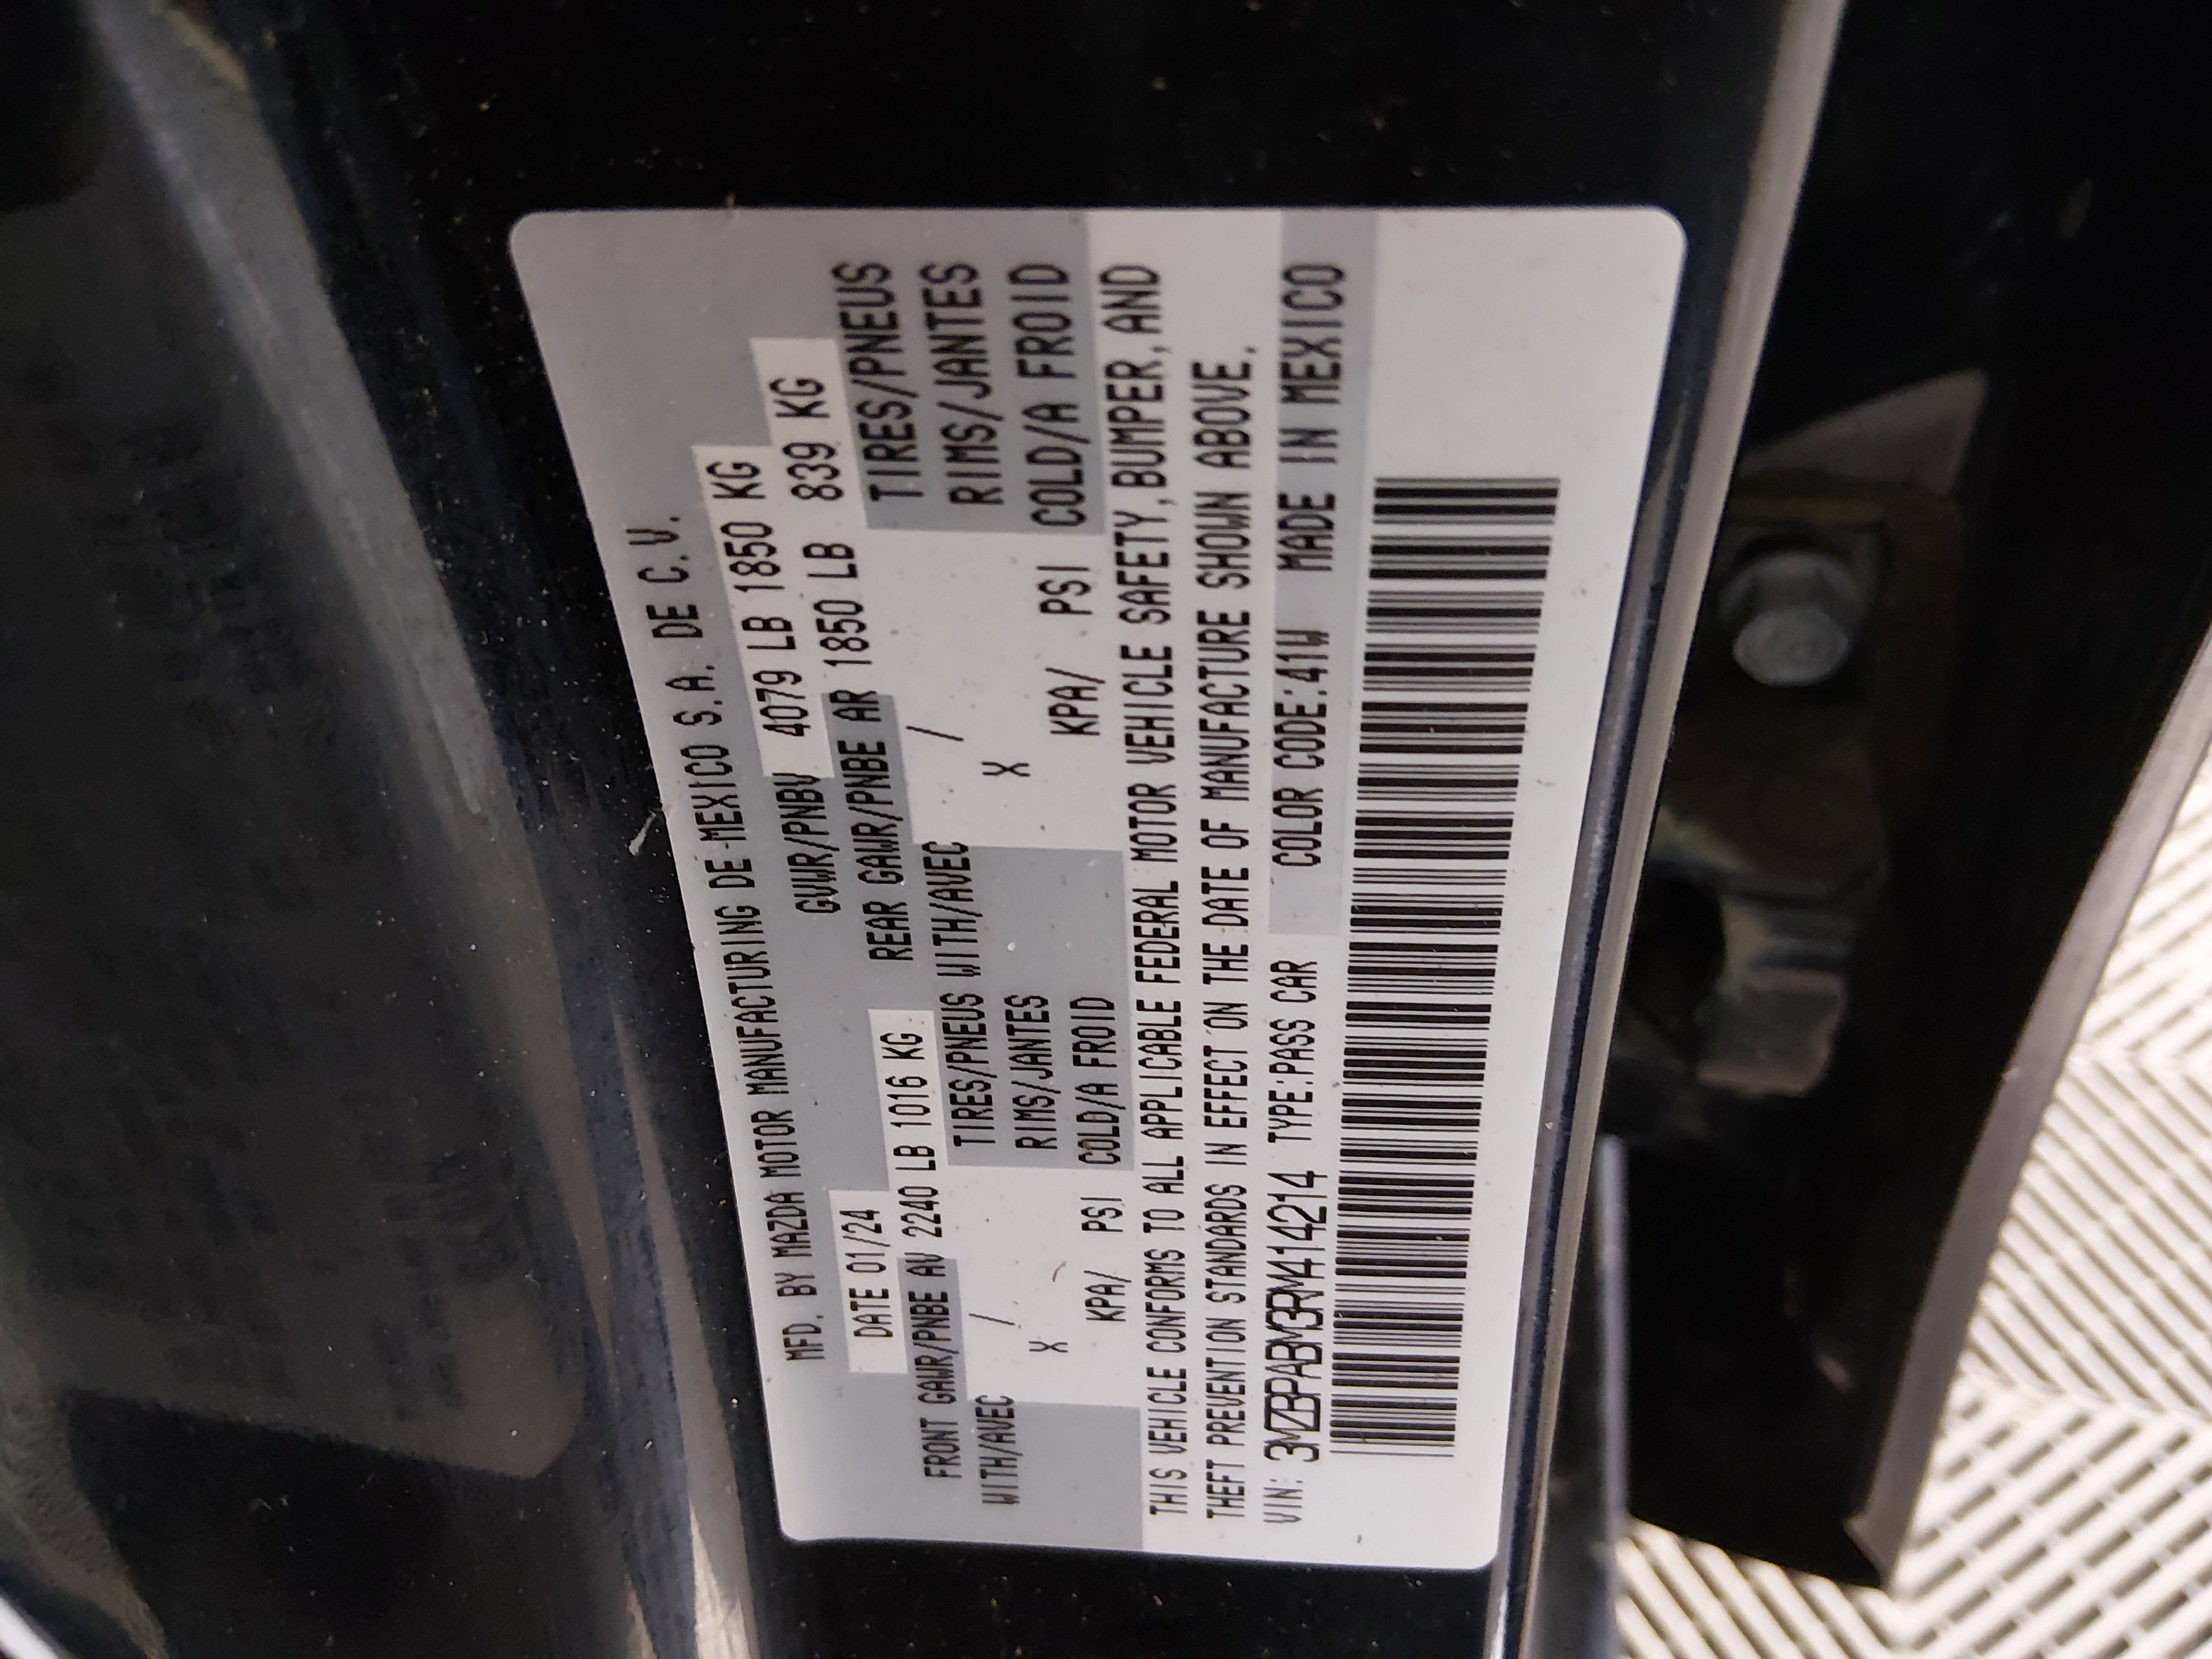 MFD. BY MAZDA MOTOR MANUFACTURING DE MEXICO S.A. DE C.V.
DATE 01/24 GVWR/PNBV 4079 LB 1850 KG
FRONT GAWR/PNBE AV 2240 LB 1016 KG REAR GAWR/PNBE AR 1850 LB 839 KG
WITH/AVEC / TIRES/PNEUS WITH/AVEC / TIRES/PNEUS
X RIMS/JANTES X RIMS/JANTES
KPA/ PSI COLD/A FROID KPA/ PSI COLD/A FROID
THIS VEHICLE CONFORMS TO ALL APPLICABLE FEDERAL MOTOR VEHICLE SAFETY,BUMPER,AND
THEFT PREVENTION STANDARDS IN EFFECT ON THE DATE OF MANUFACTURE SHOWN ABOVE.
VIN: 3MZBPABM3RM414214 TYPE:PASS CAR COLOR CODE:41W MADE IN MEXICO